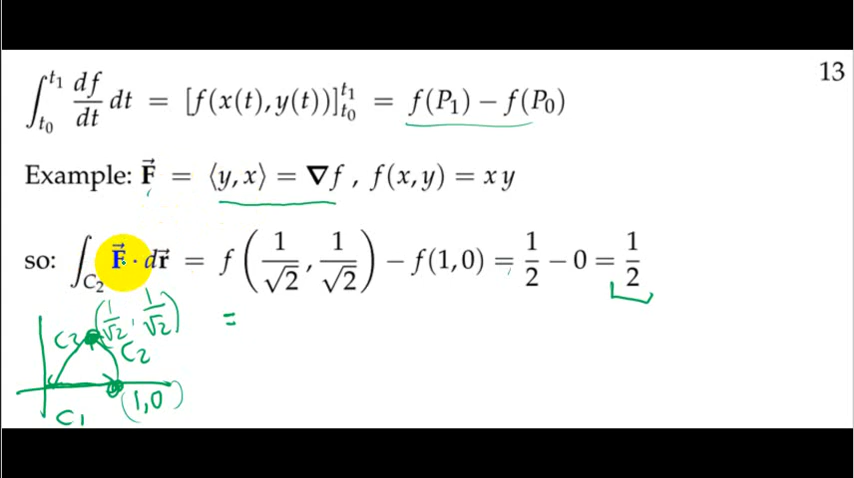 13
∫_{t₀}^{t₁} df/dt dt = [f(x(t), y(t))]_{t₀}^{t₁} = f(P₁) − f(P₀)
Example: F⃗ = ⟨y, x⟩ = ∇f , f(x, y) = x y
so: ∫_{C₂} F⃗ · dr⃗ = f(1/√2, 1/√2) − f(1, 0) = 1/2 − 0 = 1/2
(1/√2, 1/√2) =
C3 C2
(1,0)
C1